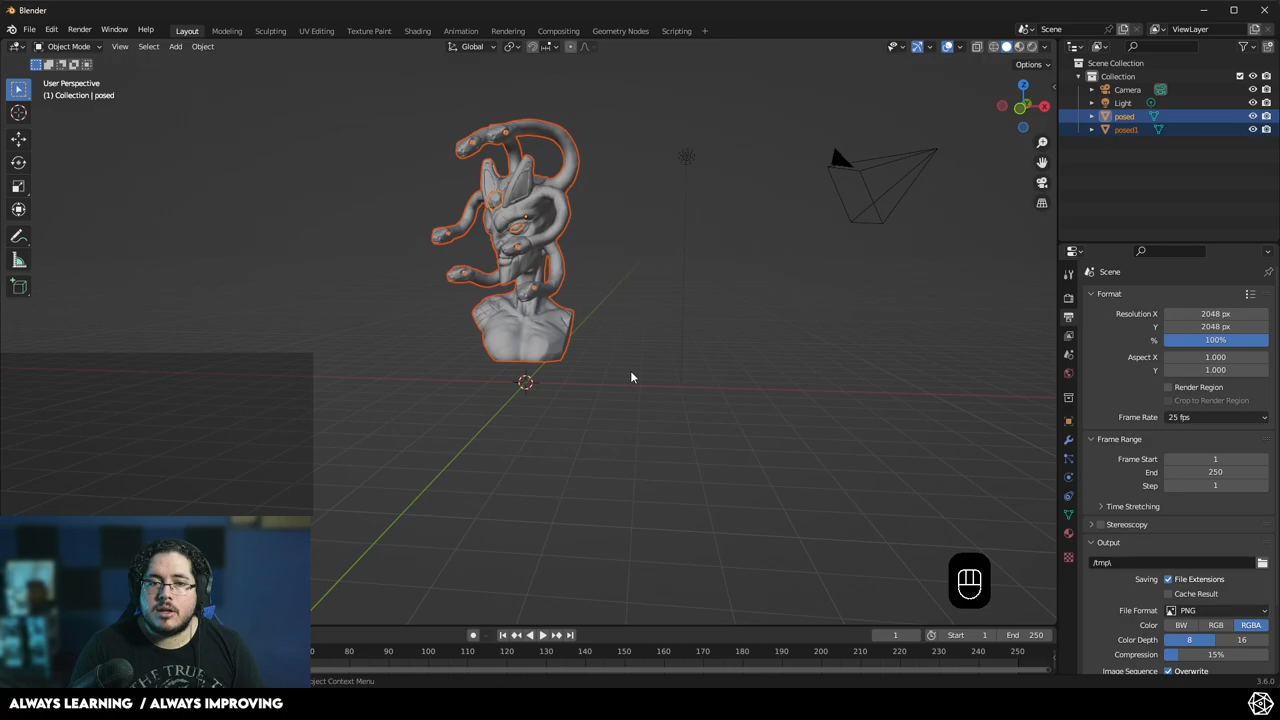 Blender
File Edit Render Window Help
Layout Modeling Sculpting UV Editing Texture Paint Shading Animation Rendering Compositing Geometry Nodes Scripting +
Scene
ViewLayer
Object Mode View Select Add Object
Global
Options
User Perspective
(1) Collection | posed
X
Z
Scene Collection
Collection
Camera
Light
posed
posed1
Scene
Format
Resolution X 2048 px
Y 2048 px
% 100%
Aspect X 1.000
Y 1.000
Render Region
Crop to Render Region
Frame Rate 25 fps
Frame Range
Frame Start 1
End 250
Step 1
Time Stretching
Stereoscopy
Output
/tmp\
Saving File Extensions
Cache Result
File Format PNG
Color BW RGB RGBA
Color Depth 8 16
Compression 15%
Image Sequence Overwrite
1 Start 1 End 250
80 90 100 110 120 130 140 150 160 170 180 190 200 210 220 230 240 250
ject Context Menu
3.6.0
THE TRUTH
ALWAYS LEARNING / ALWAYS IMPROVING